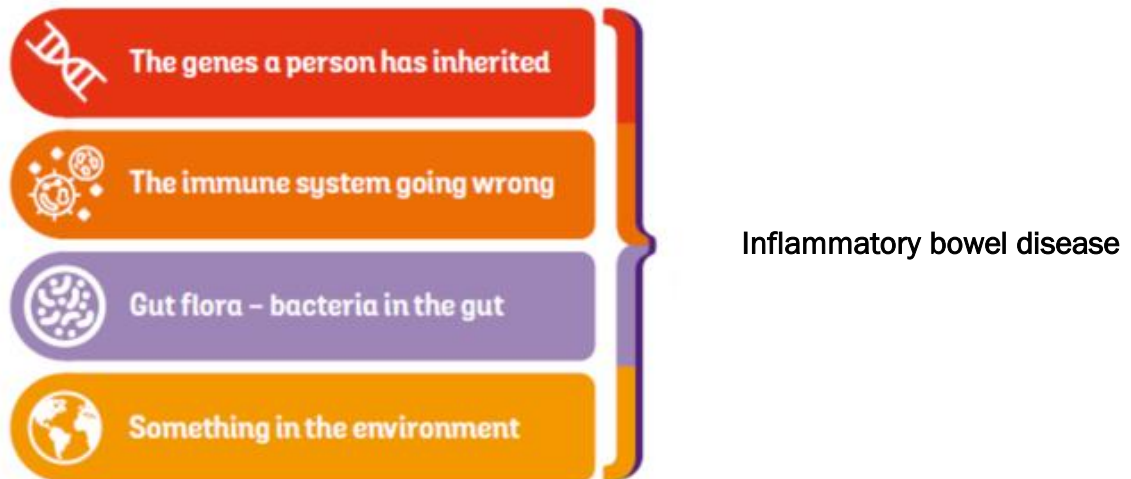 The genes a person has inherited
The immune system going wrong
Inflammatory bowel disease
Gut flora – bacteria in the gut
Something in the environment